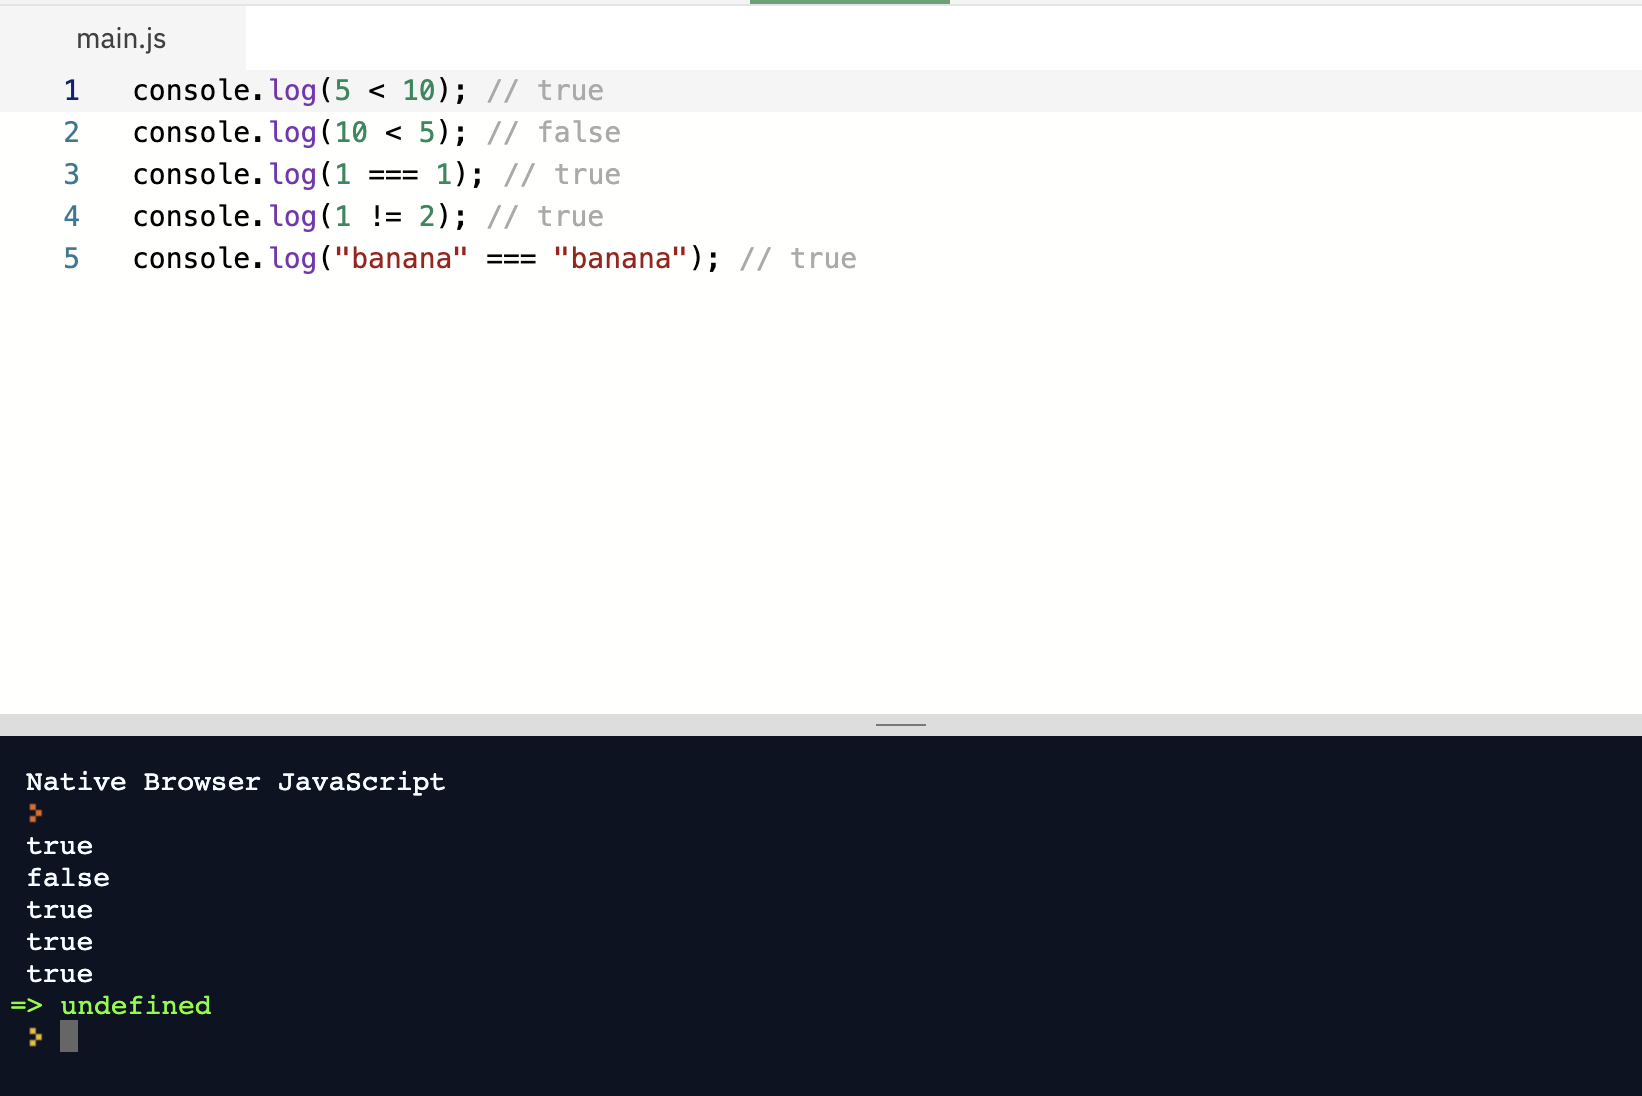 main.js
1 console.log(5 < 10); // true
2 console.log(10 < 5); // false
3 console.log(1 === 1); // true
4 console.log(1 != 2); // true
5 console.log("banana" === "banana"); // true
Native Browser JavaScript
true
false
true
true
true
=> undefined